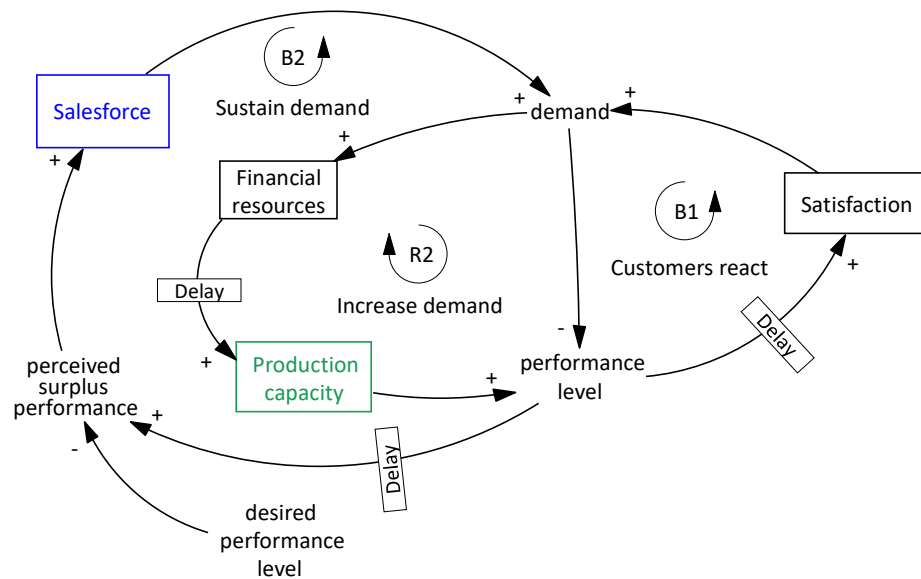 B2
Sustain demand
Salesforce
+
+
demand
+
+
+
Financial
resources
Satisfaction
B1
Customers react
+
R2
Increase demand
Delay
Delay
-
+
Production
capacity
+
performance
level
perceived
surplus
performance
+
-
Delay
desired
performance
level